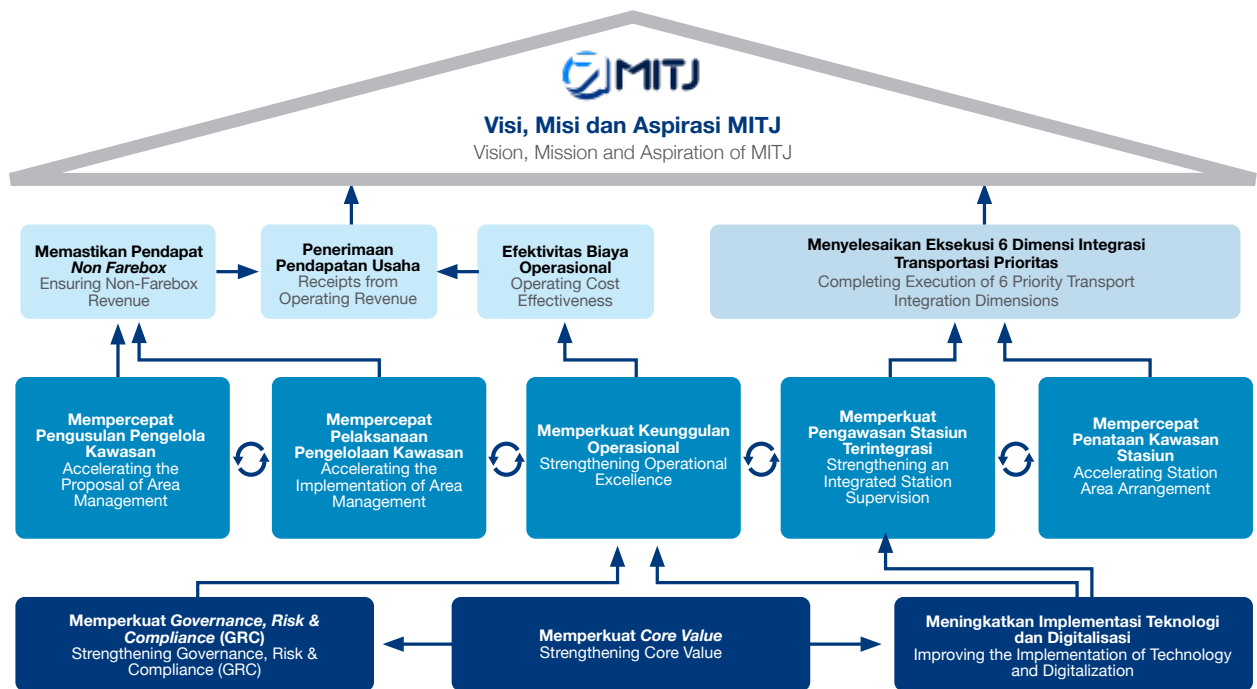 MITJ
Visi, Misi dan Aspirasi MITJ
Vision, Mission and Aspiration of MITJ
Memastikan Pendapat
Non Farebox
Ensuring Non-Farebox
Revenue
Penerimaan
Pendapatan Usaha
Receipts from
Operating Revenue
Efektivitas Biaya
Operasional
Operating Cost
Effectiveness
Menyelesaikan Eksekusi 6 Dimensi Integrasi
Transportasi Prioritas
Completing Execution of 6 Priority Transport
Integration Dimensions
Mempercepat
Pengusulan Pengelola
Kawasan
Accelerating the
Proposal of Area
Management
Mempercepat
Pelaksanaan
Pengelolaan Kawasan
Accelerating the
Implementation of Area
Management
Memperkuat Keunggulan
Operasional
Strengthening Operational
Excellence
Memperkuat
Pengawasan Stasiun
Terintegrasi
Strengthening an
Integrated Station
Supervision
Mempercepat
Penataan Kawasan
Stasiun
Accelerating Station
Area Arrangement
Memperkuat Governance, Risk &
Compliance (GRC)
Strengthening Governance, Risk &
Compliance (GRC)
Memperkuat Core Value
Strengthening Core Value
Meningkatkan Implementasi Teknologi
dan Digitalisasi
Improving the Implementation of Technology
and Digitalization